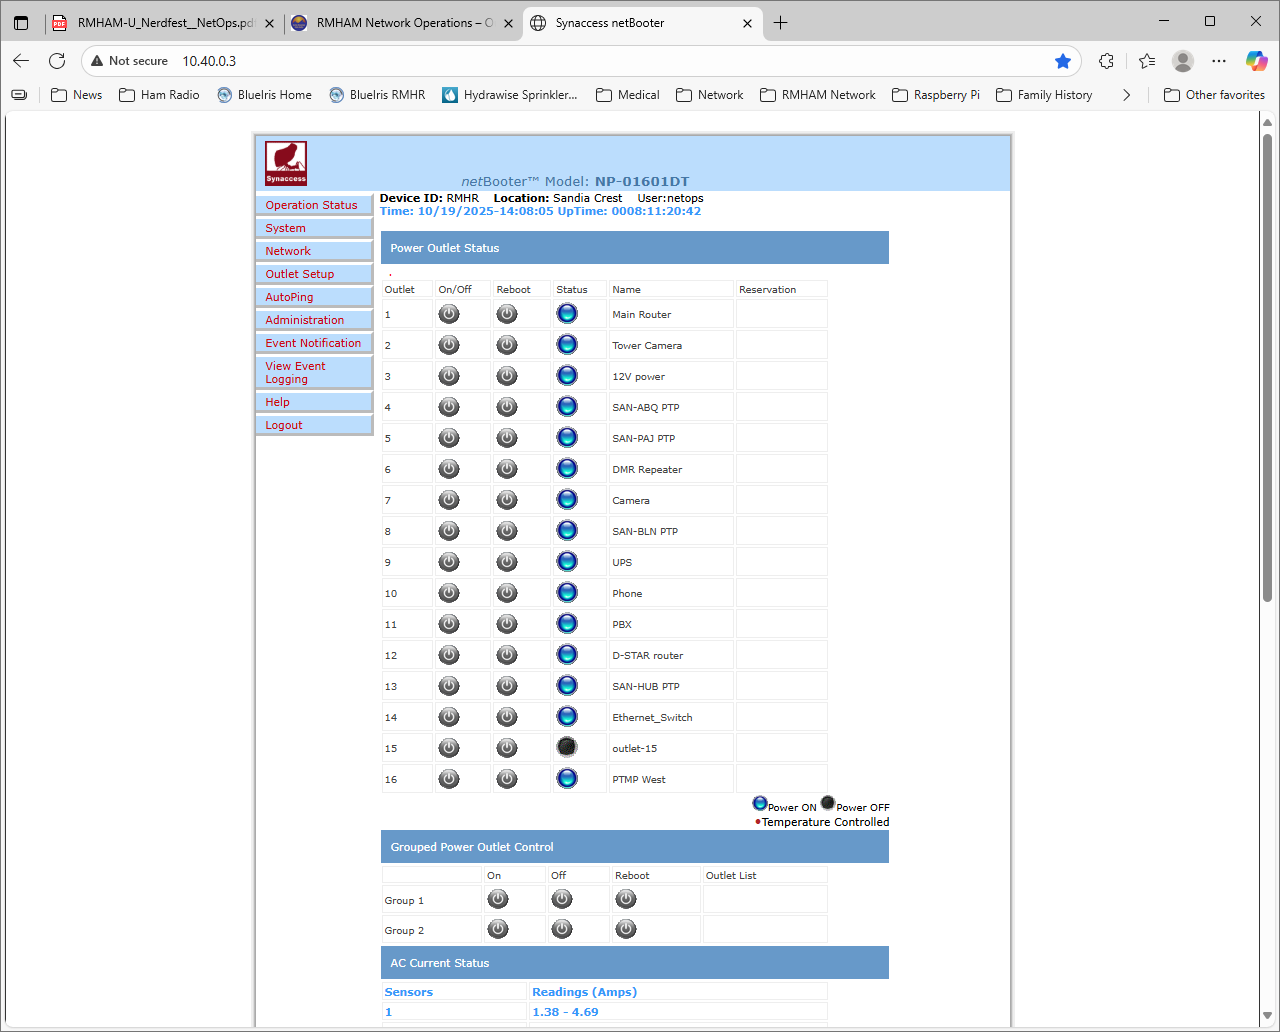 RMHAM-U_Nerdfest__NetOps.pd
RMHAM Network Operations – O
Synaccess netBooter
Not secure
10.40.0.3
News
Ham Radio
BlueIris Home
BlueIris RMHR
Hydrawise Sprinkler...
Medical
Network
RMHAM Network
Raspberry Pi
Family History
Other favorites
Synaccess
netBooter™ Model: NP-01601DT
Device ID: RMHR Location: Sandia Crest User:netops
Time: 10/19/2025-14:08:05 UpTime: 0008:11:20:42
Operation Status
System
Network
Outlet Setup
AutoPing
Administration
Event Notification
View Event
Logging
Help
Logout
Power Outlet Status
Outlet On/Off Reboot Status Name Reservation
1 Main Router
2 Tower Camera
3 12V power
4 SAN-ABQ PTP
5 SAN-PAJ PTP
6 DMR Repeater
7 Camera
8 SAN-BLN PTP
9 UPS
10 Phone
11 PBX
12 D-STAR router
13 SAN-HUB PTP
14 Ethernet_Switch
15 outlet-15
16 PTMP West
Power ON Power OFF
•Temperature Controlled
Grouped Power Outlet Control
On Off Reboot Outlet List
Group 1
Group 2
AC Current Status
Sensors Readings (Amps)
1 1.38 - 4.69